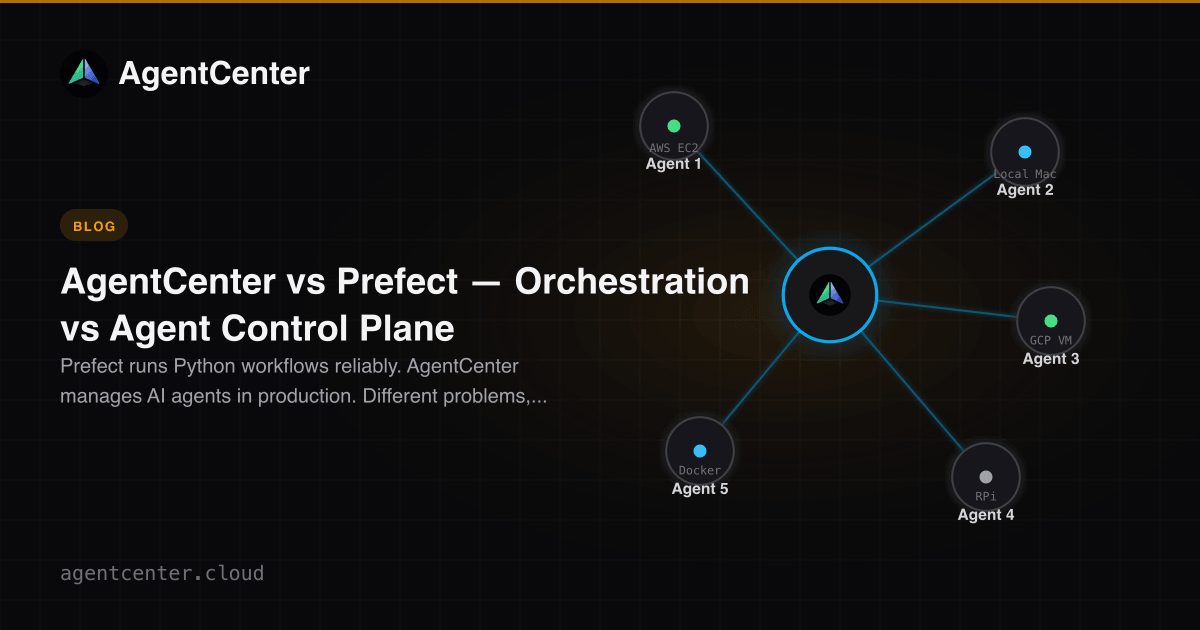 AgentCenter
BLOG
AgentCenter vs Prefect — Orchestration
vs Agent Control Plane
Prefect runs Python workflows reliably. AgentCenter
manages AI agents in production. Different problems,...
agentcenter.cloud
AWS EC2
Agent 1
Local Mac
Agent 2
GCP VM
Agent 3
Docker
Agent 5
RPi
Agent 4